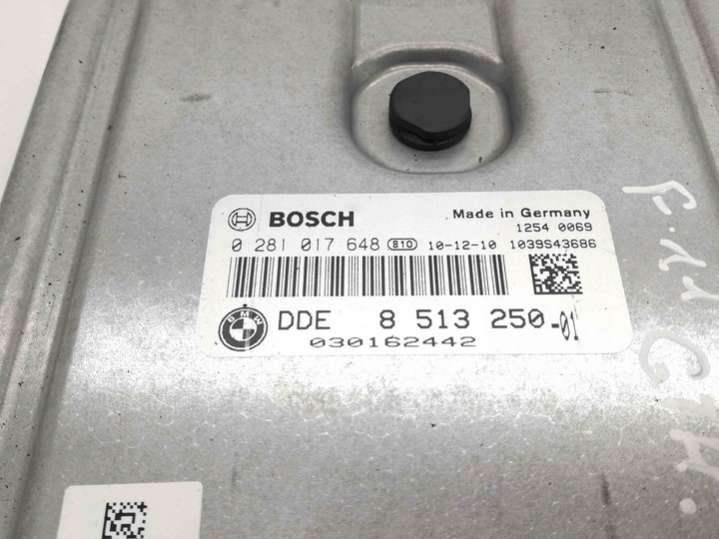 BOSCH
Made in Germany
1254 0069
0 281 017 648 810 10-12-10 1039S43686
BMW
DDE 8 513 250-01
030162442